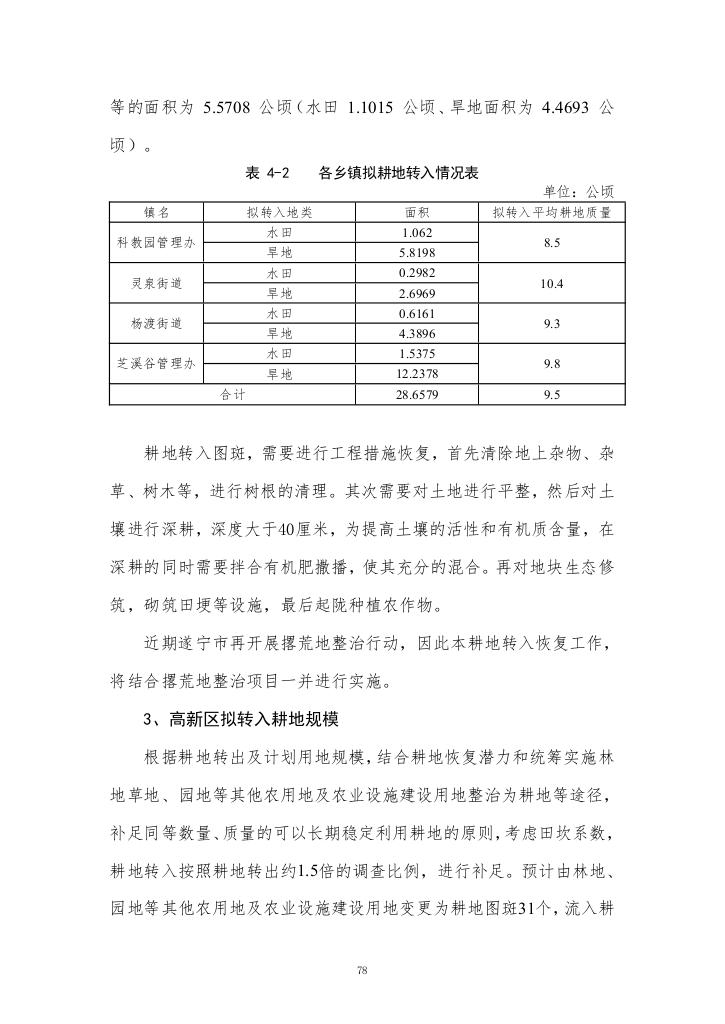 等的面积为 5.5708 公顷（水田 1.1015 公顷、旱地面积为 4.4693 公
顷）。
表 4-2 各乡镇拟耕地转入情况表
单位：公顷
镇名 拟转入地类 面积 拟转入平均耕地质量
科教园管理办 水田 1.062 8.5
旱地 5.8198
灵泉街道 水田 0.2982 10.4
旱地 2.6969
杨渡街道 水田 0.6161 9.3
旱地 4.3896
芝溪谷管理办 水田 1.5375 9.8
旱地 12.2378
合计 28.6579 9.5
耕地转入图斑，需要进行工程措施恢复，首先清除地上杂物、杂
草、树木等，进行树根的清理。其次需要对土地进行平整，然后对土
壤进行深耕，深度大于40厘米，为提高土壤的活性和有机质含量，在
深耕的同时需要拌合有机肥撒播，使其充分的混合。再对地块生态修
筑，砌筑田埂等设施，最后起陇种植农作物。
近期遂宁市再开展撂荒地整治行动，因此本耕地转入恢复工作，
将结合撂荒地整治项目一并进行实施。
3、高新区拟转入耕地规模
根据耕地转出及计划用地规模，结合耕地恢复潜力和统筹实施林
地草地、园地等其他农用地及农业设施建设用地整治为耕地等途径，
补足同等数量、质量的可以长期稳定利用耕地的原则，考虑田坎系数，
耕地转入按照耕地转出约1.5倍的调查比例，进行补足。预计由林地、
园地等其他农用地及农业设施建设用地变更为耕地图斑31个，流入耕
78